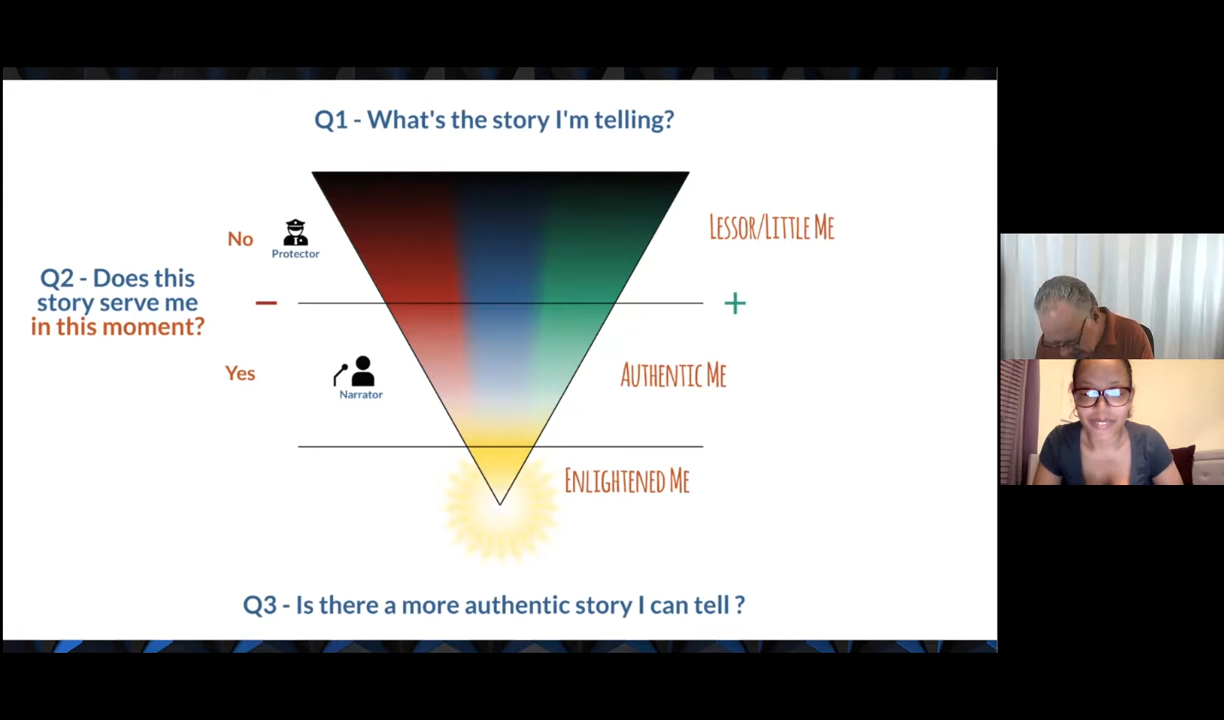 Q1 - What's the story I'm telling?
No
Protector
LESSOR/LITTLE ME
Q2 - Does this
story serve me
in this moment?
− +
Yes
Narrator
AUTHENTIC ME
ENLIGHTENED ME
Q3 - Is there a more authentic story I can tell ?